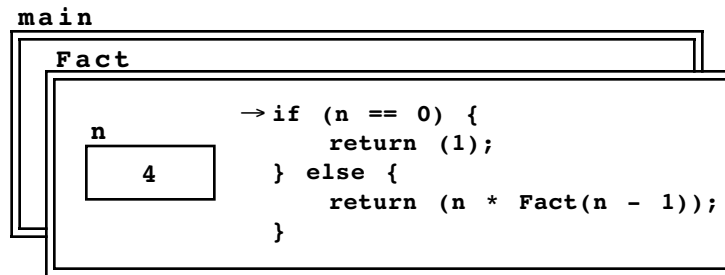 main
Fact
n
4
→ if (n == 0) {
return (1);
} else {
return (n * Fact(n - 1));
}